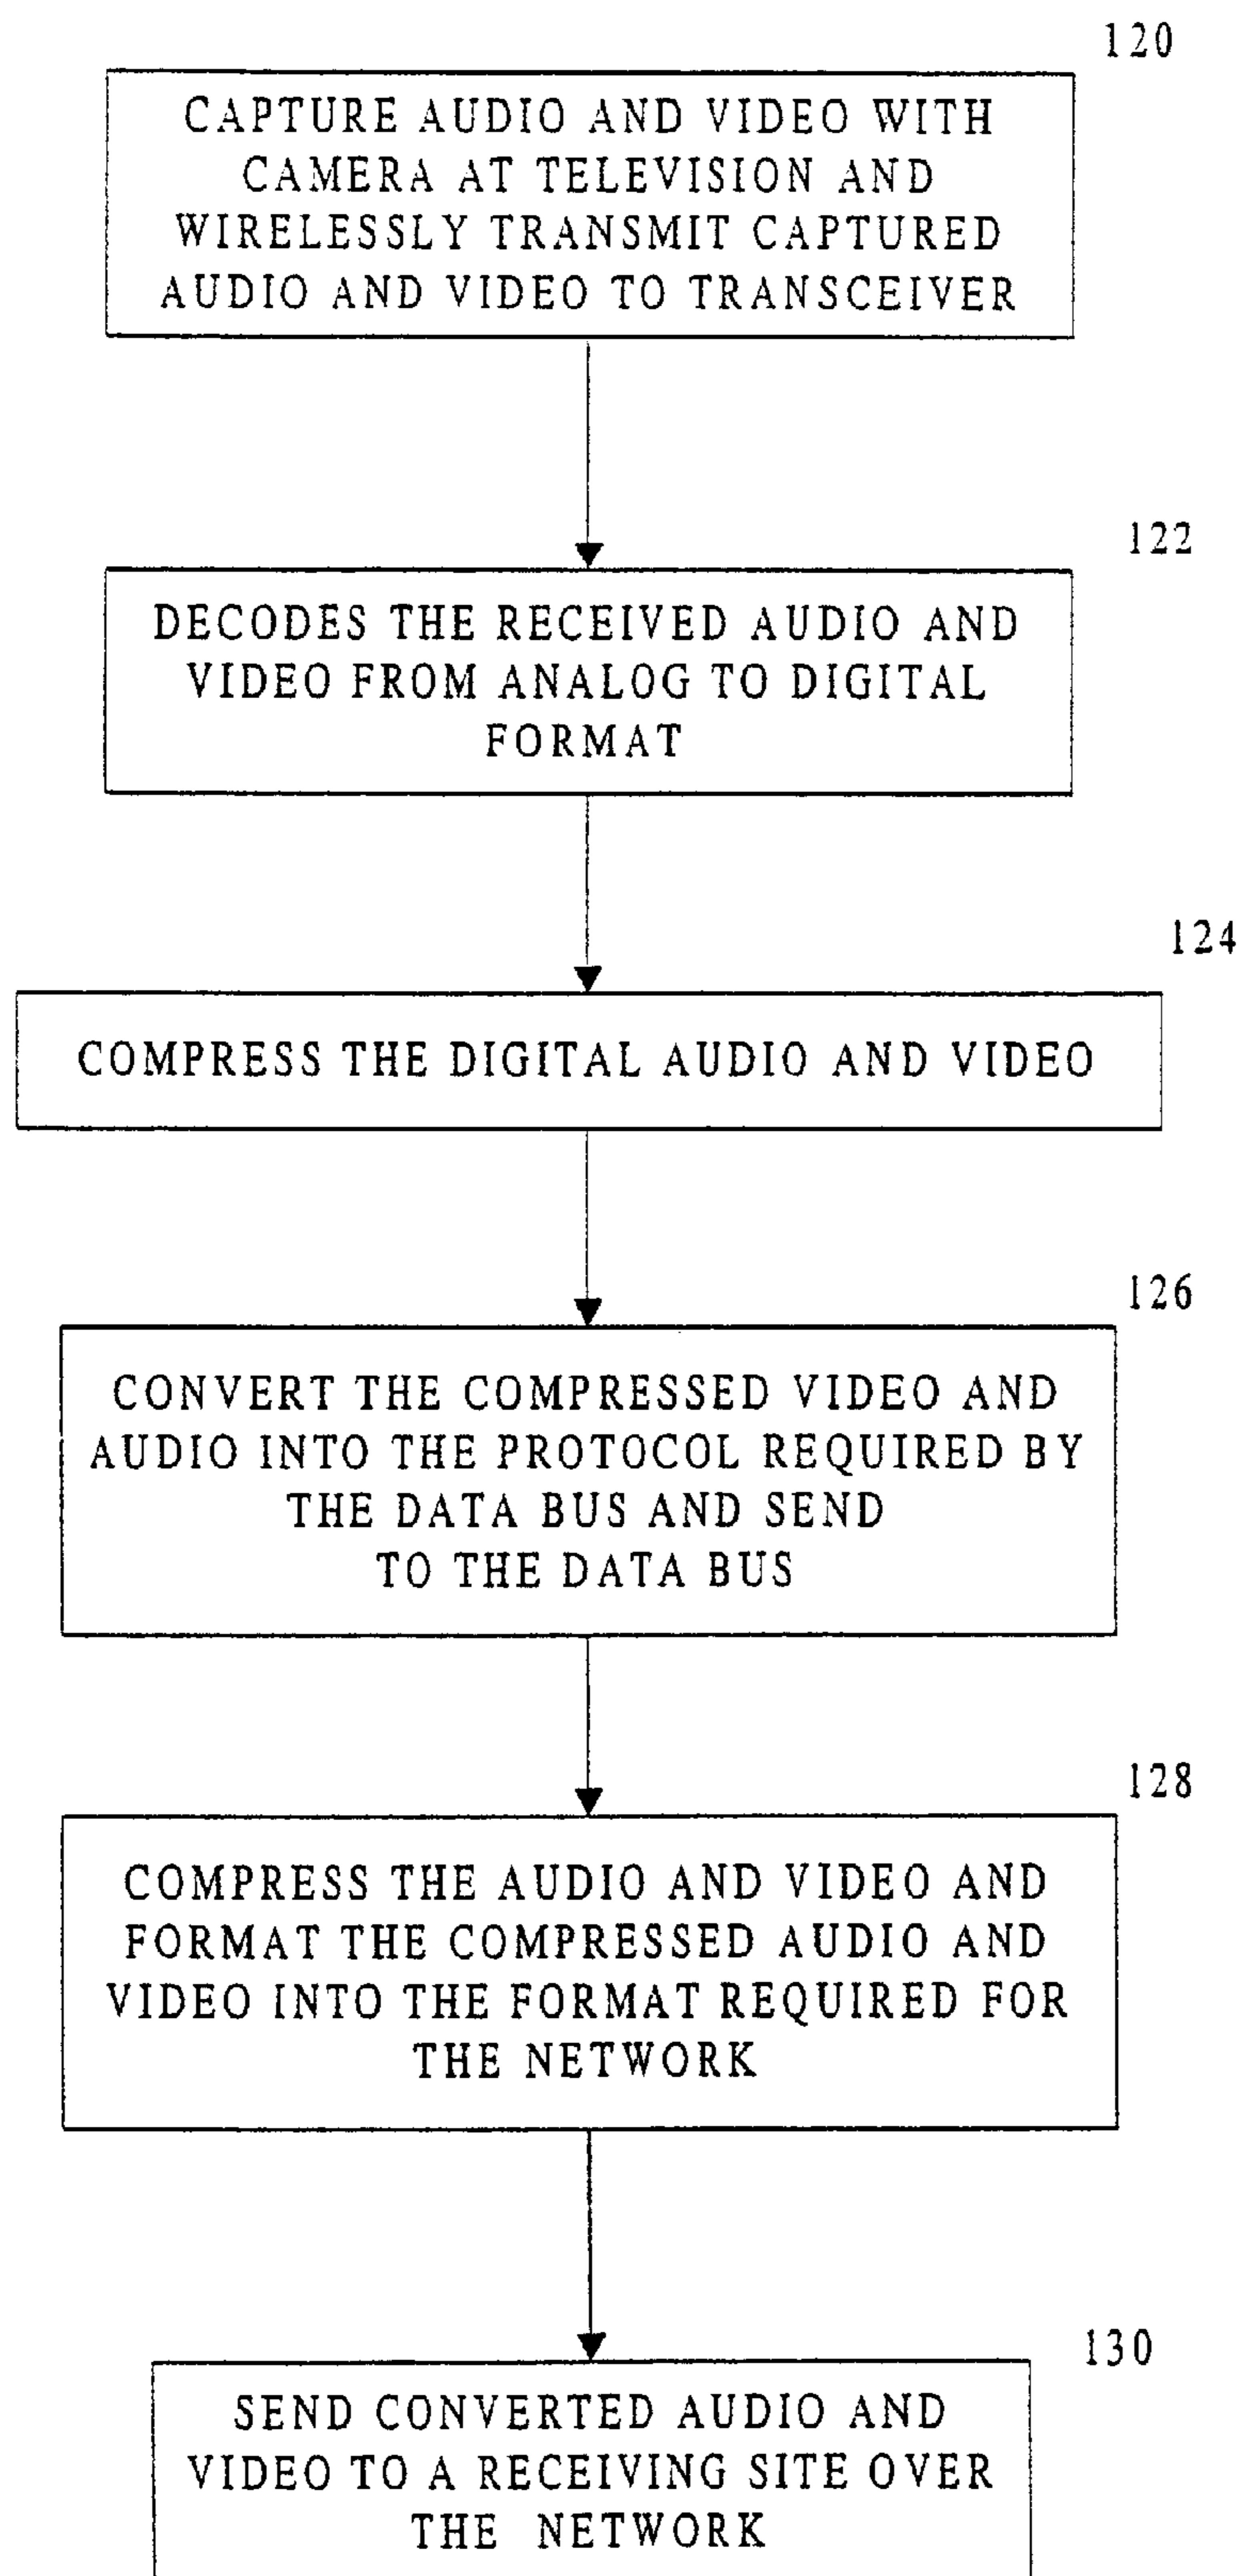 120
CAPTURE AUDIO AND VIDEO WITH
CAMERA AT TELEVISION AND
WIRELESSLY TRANSMIT CAPTURED
AUDIO AND VIDEO TO TRANSCEIVER
122
DECODES THE RECEIVED AUDIO AND
VIDEO FROM ANALOG TO DIGITAL
FORMAT
124
COMPRESS THE DIGITAL AUDIO AND VIDEO
126
CONVERT THE COMPRESSED VIDEO AND
AUDIO INTO THE PROTOCOL REQUIRED BY
THE DATA BUS AND SEND
TO THE DATA BUS
128
COMPRESS THE AUDIO AND VIDEO AND
FORMAT THE COMPRESSED AUDIO AND
VIDEO INTO THE FORMAT REQUIRED FOR
THE NETWORK
130
SEND CONVERTED AUDIO AND
VIDEO TO A RECEIVING SITE OVER
THE NETWORK